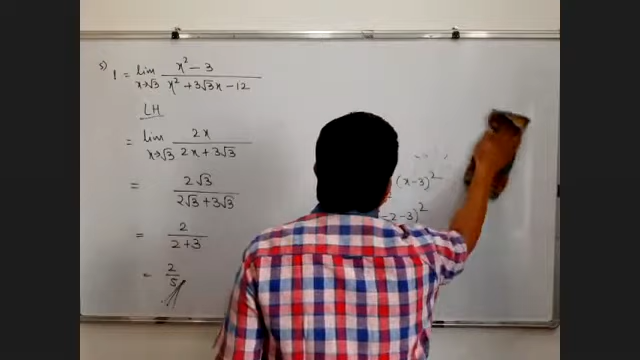 5) l = lim x→√3 (x² - 3)/(x² + 3√3x - 12)
LH
= lim x→√3 2x/(2x + 3√3)
= 2√3/(2√3 + 3√3)
= 2/(2 + 3)
= 2/5
(x-3)²
-2-3)²